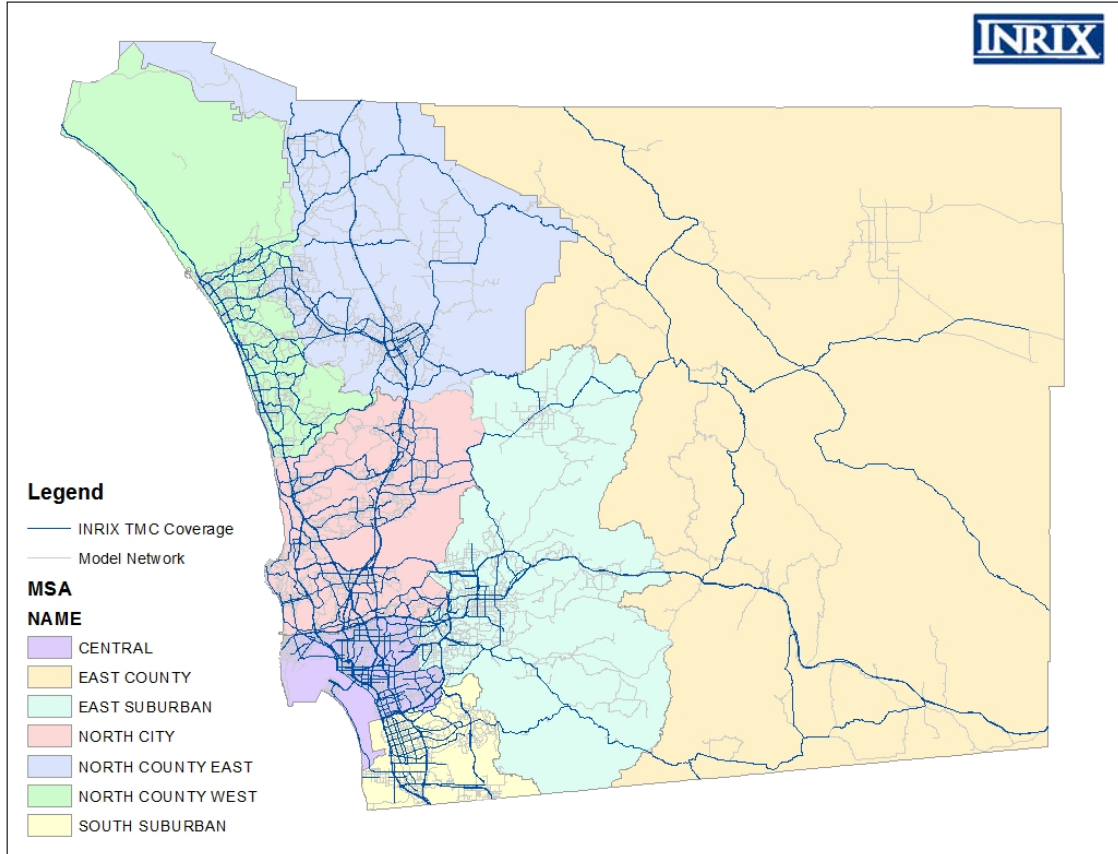 INRIX
Legend
INRIX TMC Coverage
Model Network
MSA
NAME
CENTRAL
EAST COUNTY
EAST SUBURBAN
NORTH CITY
NORTH COUNTY EAST
NORTH COUNTY WEST
SOUTH SUBURBAN